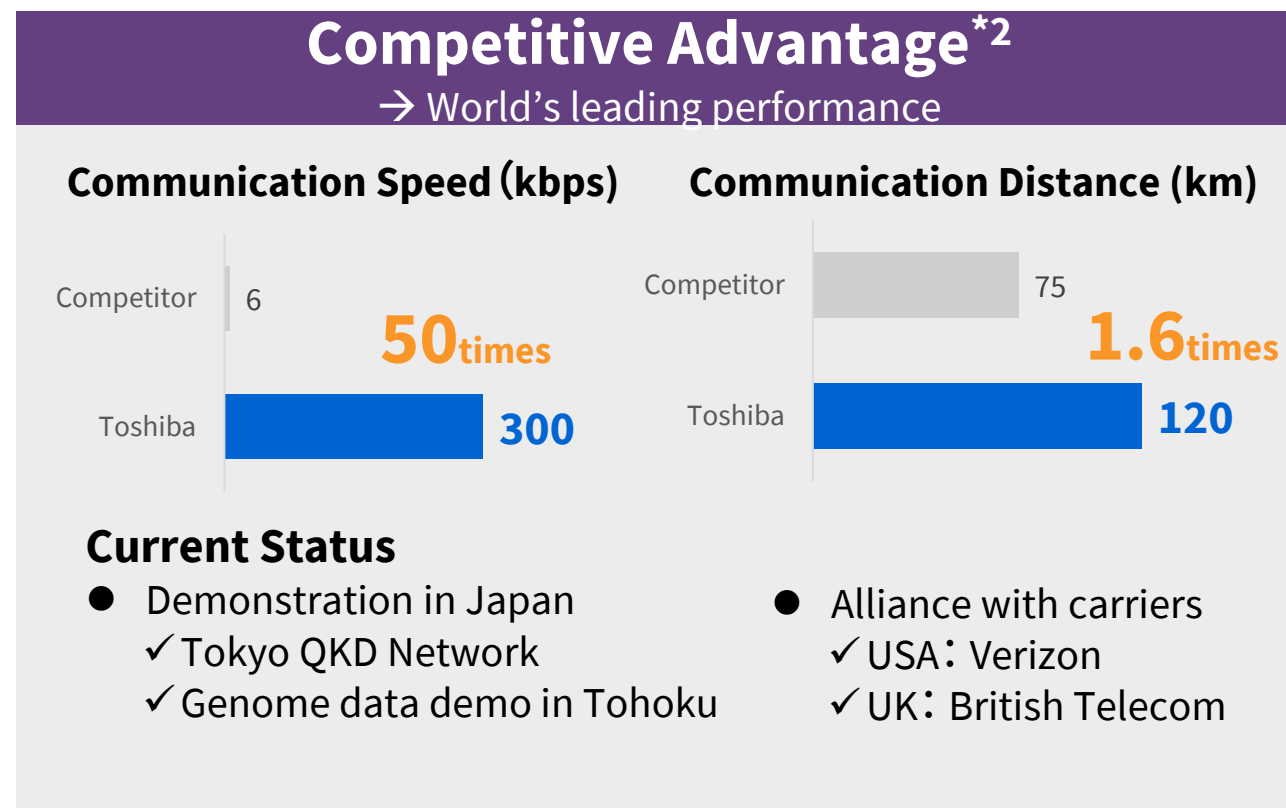 Competitive Advantage*2
→ World's leading performance
Communication Speed（kbps)
Competitor
6
50times
Toshiba
300
Communication Distance (km)
Competitor
75
1.6times
Toshiba
120
Current Status
● Demonstration in Japan
✓Tokyo QKD Network
✓Genome data demo in Tohoku
● Alliance with carriers
✓USA：Verizon
✓UK：British Telecom